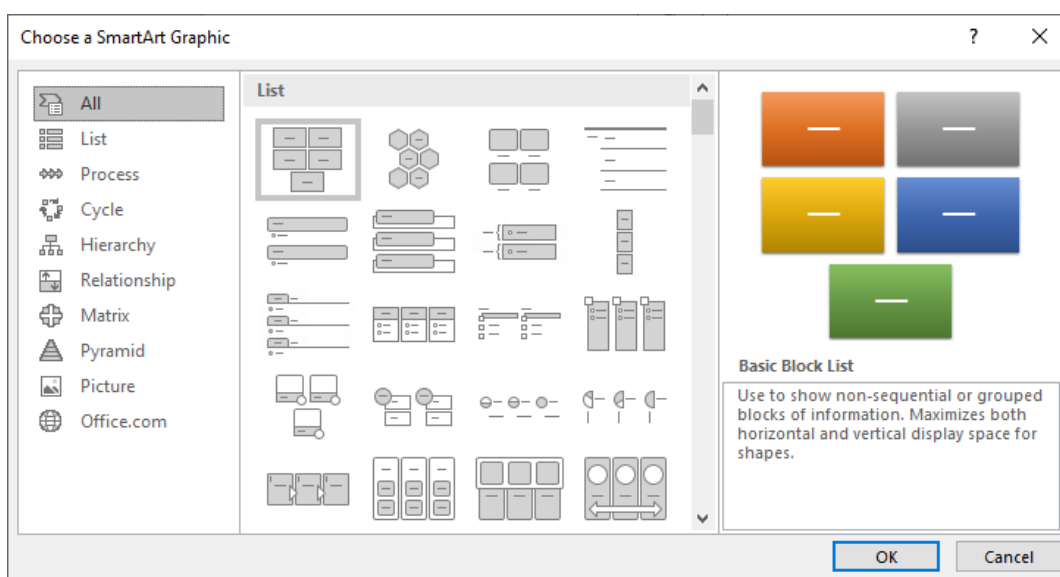 Choose a SmartArt Graphic
?
All
List
Process
Cycle
Hierarchy
Relationship
Matrix
Pyramid
Picture
Office.com
List
Basic Block List
Use to show non-sequential or grouped
blocks of information. Maximizes both
horizontal and vertical display space for
shapes.
OK
Cancel